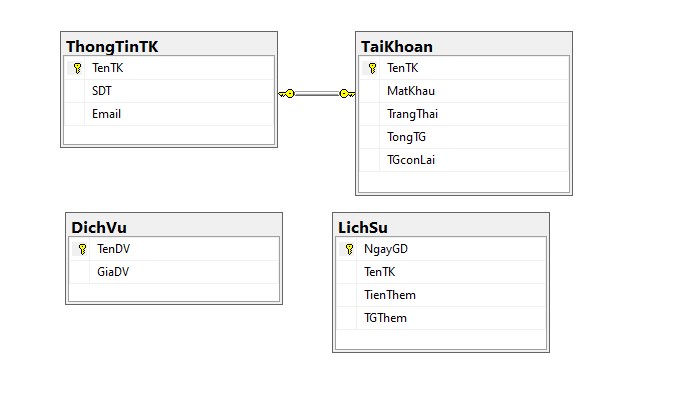 ThongTinTK
TenTK
SDT
Email
TaiKhoan
TenTK
MatKhau
TrangThai
TongTG
TGconLai
DichVu
TenDV
GiaDV
LichSu
NgayGD
TenTK
TienThem
TGThem